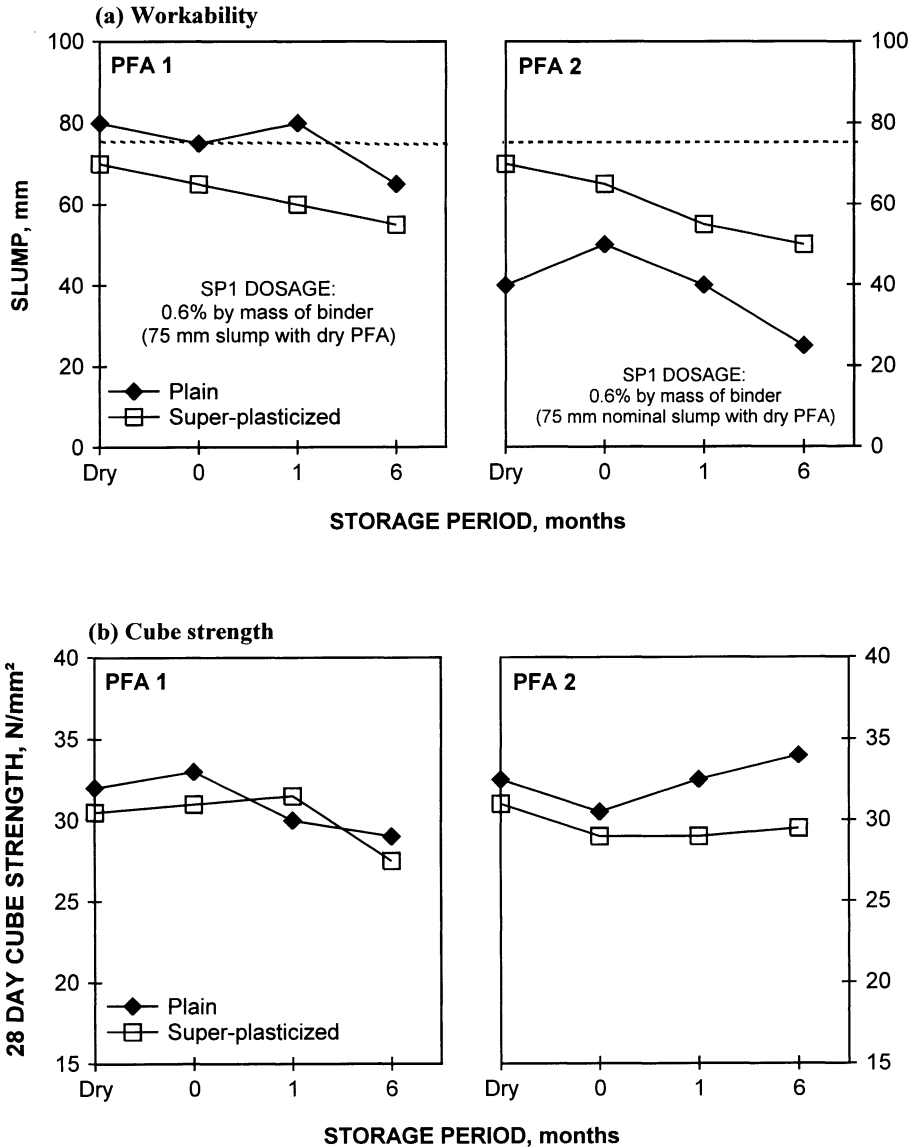 (a) Workability
100
80
60
40
20
0
SLUMP, mm
PFA 1
SP1 DOSAGE:
0.6% by mass of binder
(75 mm slump with dry PFA)
Plain
Super-plasticized
Dry 0 1 6
PFA 2
SP1 DOSAGE:
0.6% by mass of binder
(75 mm nominal slump with dry PFA)
100
80
60
40
20
0
Dry 0 1 6
STORAGE PERIOD, months
(b) Cube strength
40
35
30
25
20
15
28 DAY CUBE STRENGTH, N/mm²
PFA 1
Plain
Super-plasticized
Dry 0 1 6
PFA 2
40
35
30
25
20
15
Dry 0 1 6
STORAGE PERIOD, months